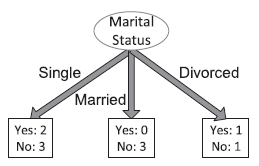 Marital
Status
Single
Married
Divorced
Yes: 2
No: 3
Yes: 0
No: 3
Yes: 1
No: 1